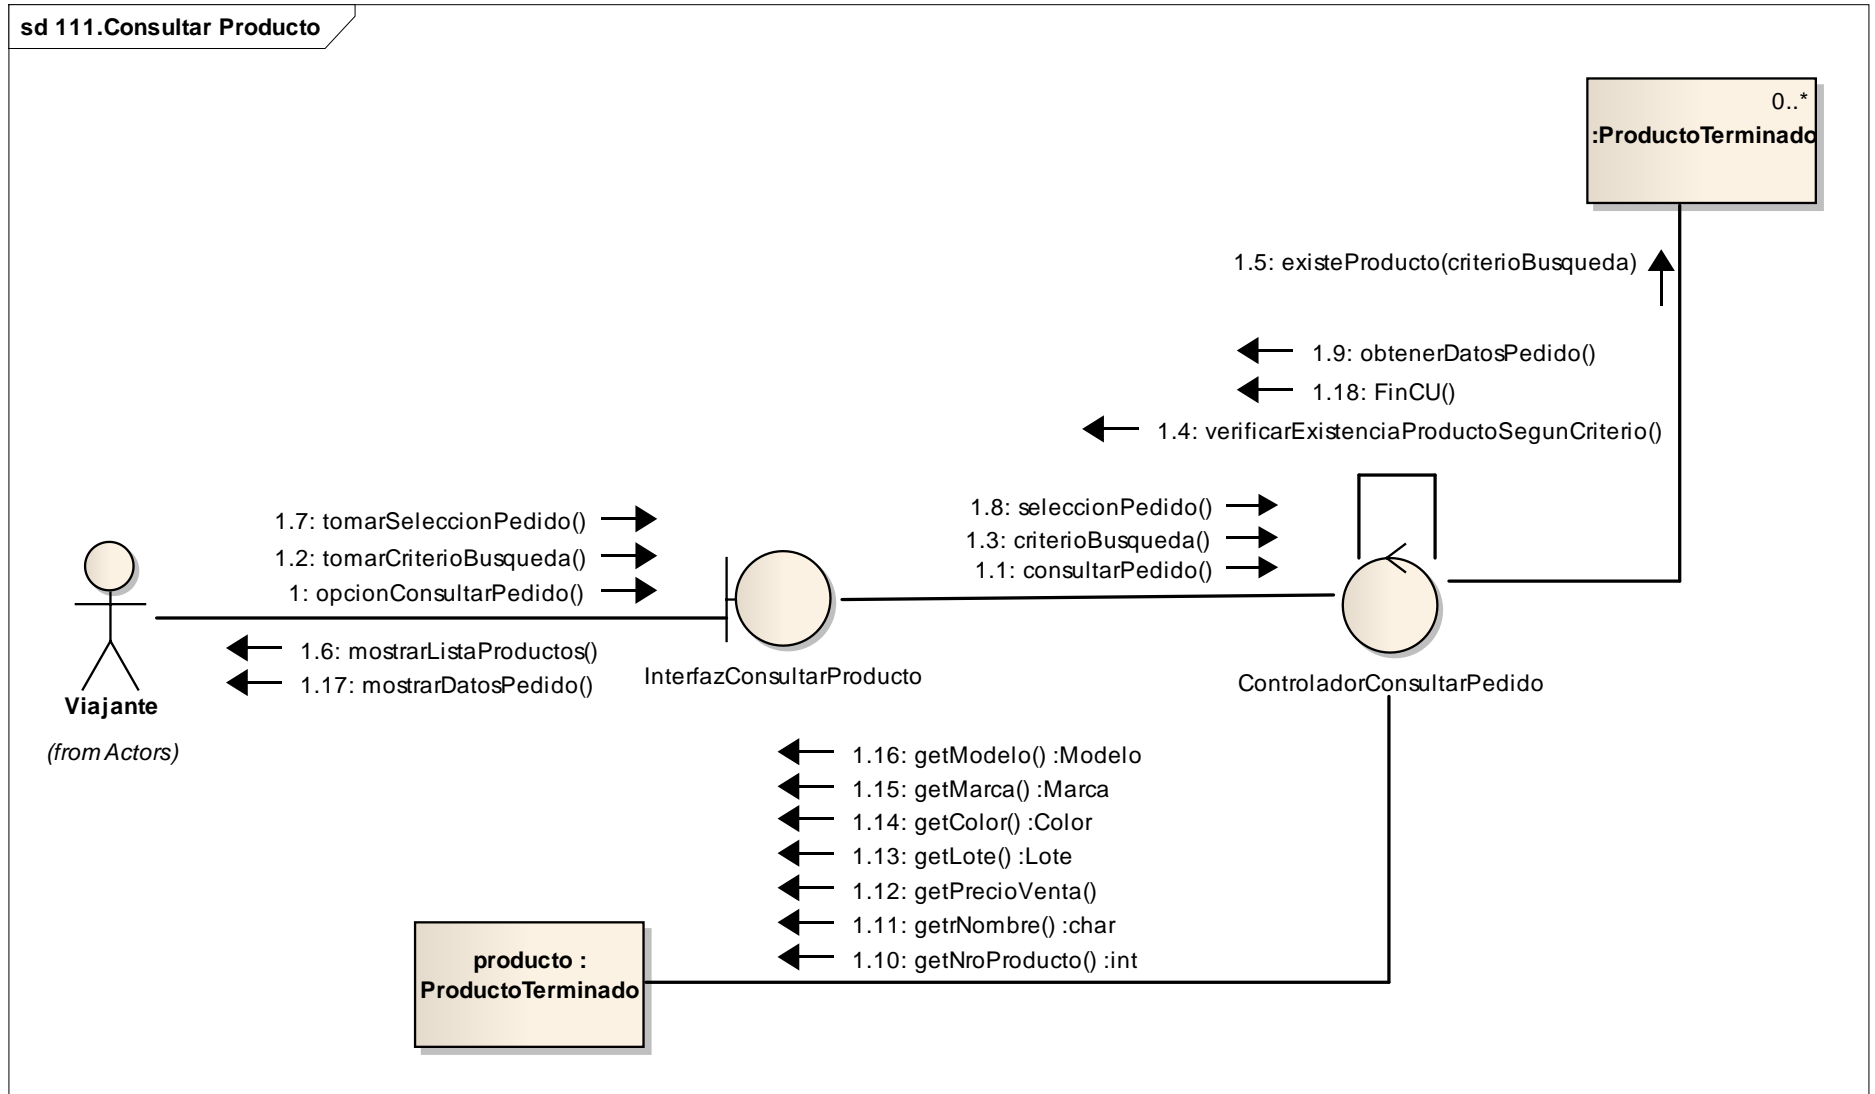 sd 111.Consultar Producto
0..*
:ProductoTerminado
1.5: existeProducto(criterioBusqueda)
1.9: obtenerDatosPedido()
1.18: FinCU()
1.4: verificarExistenciaProductoSegunCriterio()
1.7: tomarSeleccionPedido()
1.2: tomarCriterioBusqueda()
1: opcionConsultarPedido()
1.8: seleccionPedido()
1.3: criterioBusqueda()
1.1: consultarPedido()
1.6: mostrarListaProductos()
1.17: mostrarDatosPedido()
Viajante
(from Actors)
InterfazConsultarProducto
ControladorConsultarPedido
1.16: getModelo() :Modelo
1.15: getMarca() :Marca
1.14: getColor() :Color
1.13: getLote() :Lote
1.12: getPrecioVenta()
1.11: getrNombre() :char
1.10: getNroProducto() :int
producto :
ProductoTerminado